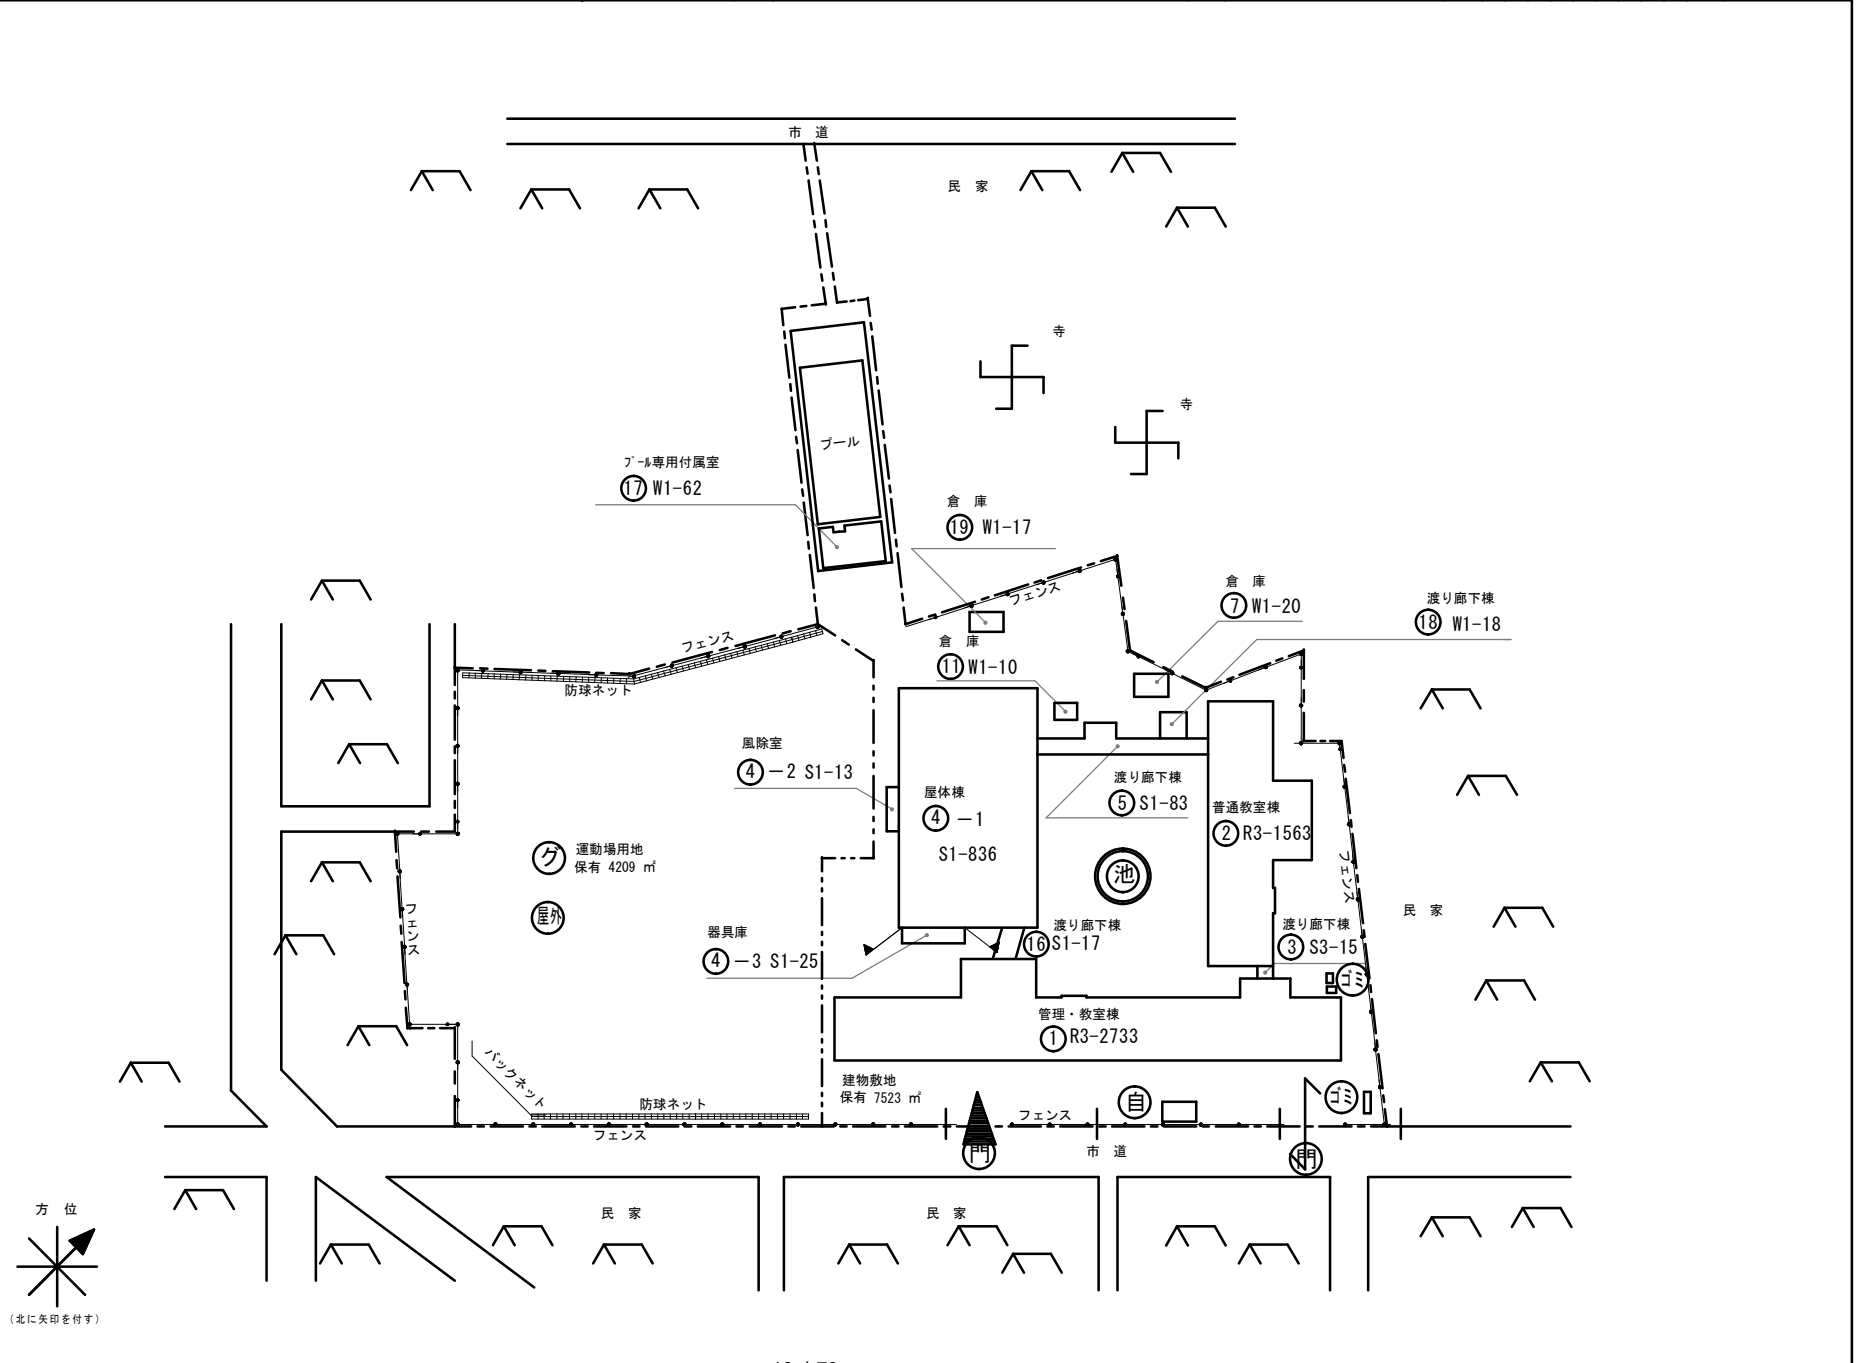 市 道
民 家
寺
寺
プール
プール専用付属室
⑰ W1-62
倉 庫
⑲ W1-17
フェンス
倉 庫
⑦ W1-20
渡り廊下棟
⑱ W1-18
フェンス
倉 庫
⑪ W1-10
防球ネット
風除室
④-2 S1-13
屋体棟
④-1
S1-836
渡り廊下棟
⑤ S1-83
普通教室棟
② R3-1563
グ 運動場用地
保有 4209 ㎡
池
フェンス
屋外
フェンス
民 家
器具庫
④-3 S1-25
渡り廊下棟
⑯ S1-17
渡り廊下棟
③ S3-15
ゴミ
管理・教室棟
① R3-2733
バックネット
建物敷地
保有 7523 ㎡
防球ネット
フェンス
フェンス
自
ゴミ
門
市 道
門
方 位
民 家
民 家
(北に矢印を付す)